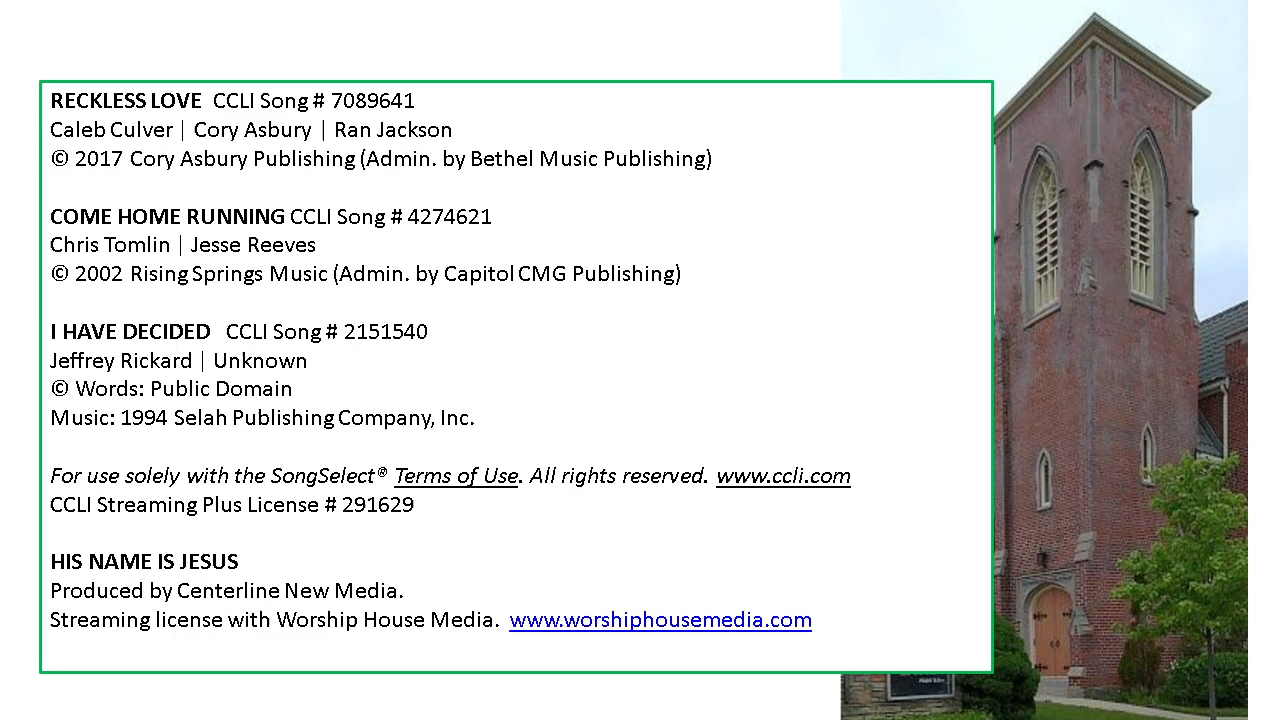 RECKLESS LOVE CCLI Song # 7089641
Caleb Culver | Cory Asbury | Ran Jackson
© 2017 Cory Asbury Publishing (Admin. by Bethel Music Publishing)
COME HOME RUNNING CCLI Song # 4274621
Chris Tomlin | Jesse Reeves
© 2002 Rising Springs Music (Admin. by Capitol CMG Publishing)
I HAVE DECIDED CCLI Song # 2151540
Jeffrey Rickard | Unknown
© Words: Public Domain
Music: 1994 Selah Publishing Company, Inc.
For use solely with the SongSelect® Terms of Use. All rights reserved. www.ccli.com
CCLI Streaming Plus License # 291629
HIS NAME IS JESUS
Produced by Centerline New Media.
Streaming license with Worship House Media. www.worshiphousemedia.com